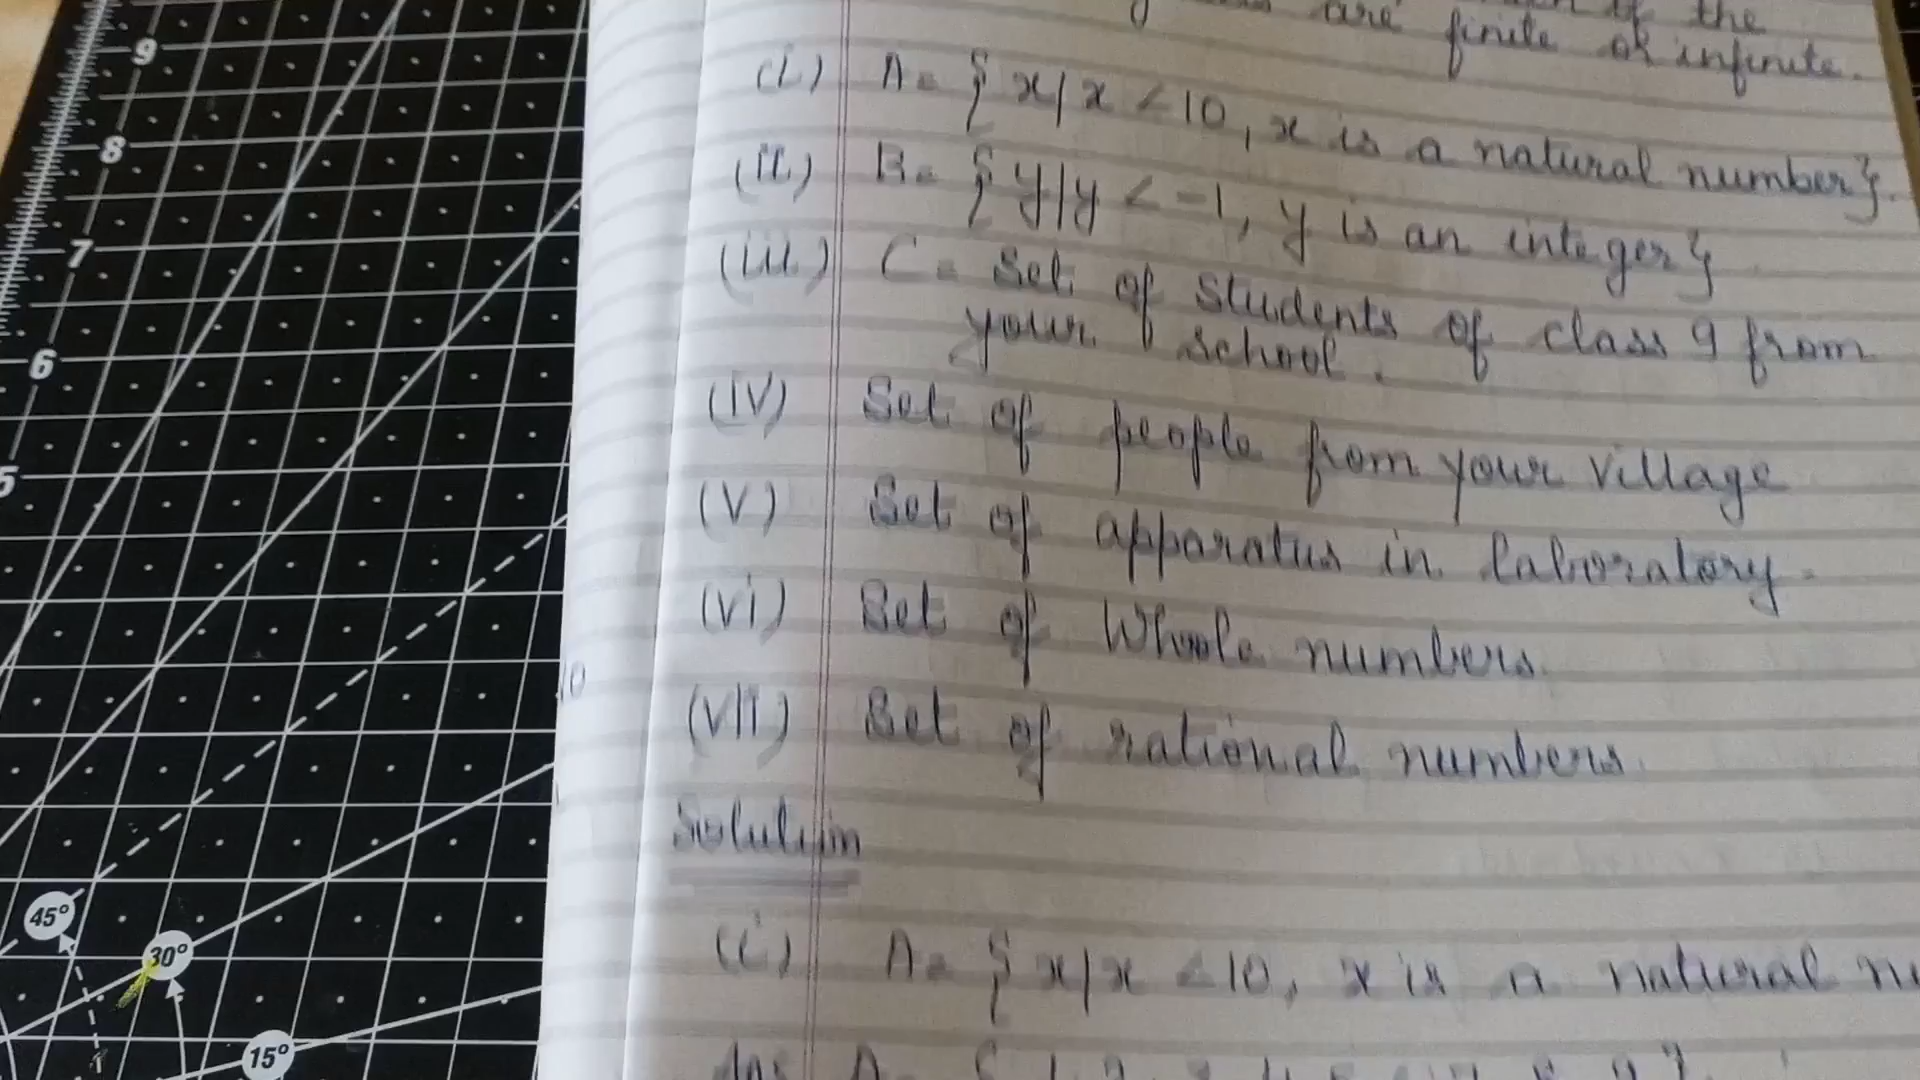 of the
are finite or infinite.
(i) A = { x/x < 10, x is a natural number}.
(ii) B = { y/y < -1, y is an integer}
(iii) C = Set of students of class 9 from
your school.
(iv) Set of people from your village
(v) Set of apparatus in laboratory.
(vi) Set of Whole numbers.
(vii) Set of rational numbers.
Solution
(i) A = { x/x < 10, x is a natural
9
8
7
6
5
45°
30°
15°